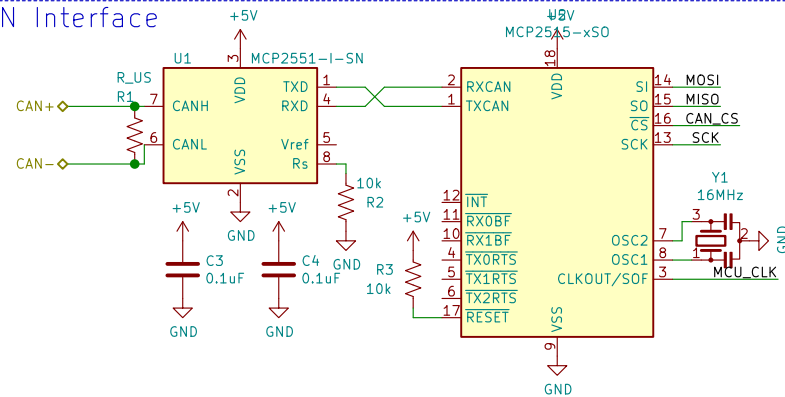 N Interface
+5V
U1
MCP2551-I-SN
3
VDD
R_US
R1
CAN+
7
CANH
TXD
1
RXD
4
CAN-
6
CANL
Vref
5
Rs
8
VSS
2
GND
10k
R2
GND
+5V
C3
0.1uF
GND
+5V
C4
0.1uF
GND
+5V
MCP2515-xSO
18
VDD
2
RXCAN
1
TXCAN
SI
14
MOSI
SO
15
MISO
CS
16
CAN_CS
SCK
13
SCK
12
INT
11
RX0BF
10
RX1BF
4
TX0RTS
5
TX1RTS
6
TX2RTS
17
RESET
+5V
R3
10k
OSC2
7
OSC1
8
CLKOUT/SOF
3
MCU_CLK
Y1
16MHz
3
2
1
GND
VSS
9
GND